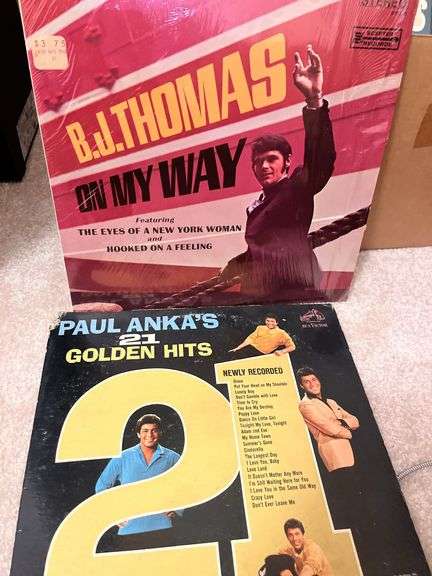 STEREO
$3.75
SCEPTER
RECORDS
B.J.THOMAS
ON MY WAY
Featuring
THE EYES OF A NEW YORK WOMAN
and
HOOKED ON A FEELING
PAUL ANKA'S
21
GOLDEN HITS
RCA VICTOR
NEWLY RECORDED
Diana
Put Your Head on My Shoulder
Lonely Boy
Don't Gamble with Love
Time to Cry
You Are My Destiny
Puppy Love
Dance On Little Girl
Tonight My Love, Tonight
Adam and Eve
My Home Town
Summer's Gone
Cinderella
The Longest Day
I Love You, Baby
Love Land
It Doesn't Matter Any More
I'm Still Waiting Here for You
I Love You in the Same Old Way
Crazy Love
Don't Ever Leave Me
21